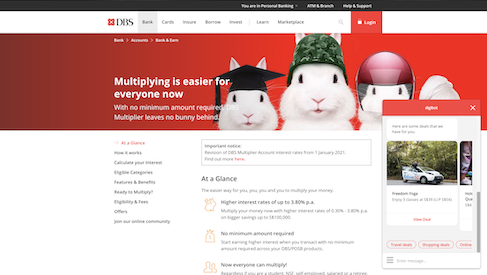 You are in Personal Banking
ATM & Branch
Help & Support
DBS
Bank
Cards
Insure
Borrow
Invest
Learn
Marketplace
Login
Bank > Accounts > Bank & Earn
Multiplying is easier for
everyone now
With no minimum amount required,
Multiplier leaves no bunny behind.
At a Glance
How it works
Calculate your Interest
Eligible Categories
Features & Benefits
Ready to Multiply?
Eligibility & Fees
Offers
Join our online community
Important notice:
Revision of DBS Multiplier Account interest rates from 1 January 2021.
Find out more here.
At a Glance
The easier way for you, you, you and you to multiply your money.
Higher interest rates of up to 3.80% p.a.
Multiply your money now with higher interest rates of 0.30% - 3.80% p.a.
on bigger savings up to S$100,000.
No minimum amount required
Start earning higher interest when you transact with no minimum
amount required across your DBS/POSB products.
Now everyone can multiply!
Regardless if you are a student, NSF, self-employed, salaried or a retiree,
digibot
Here are some deals that we
have for you:
Freedom Yoga
Enjoy 3 classes at S$39 (U.P S$84).
View Deal
Travel deals
Shopping deals
Online
Enter message...